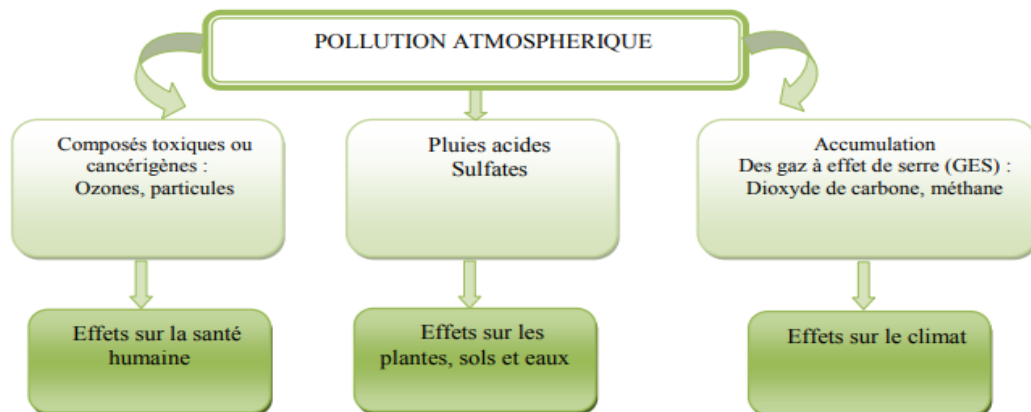 POLLUTION ATMOSPHERIQUE
Composés toxiques ou
cancérigènes :
Ozones, particules
Pluies acides
Sulfates
Accumulation
Des gaz à effet de serre (GES) :
Dioxyde de carbone, méthane
Effets sur la santé
humaine
Effets sur les
plantes, sols et eaux
Effets sur le climat